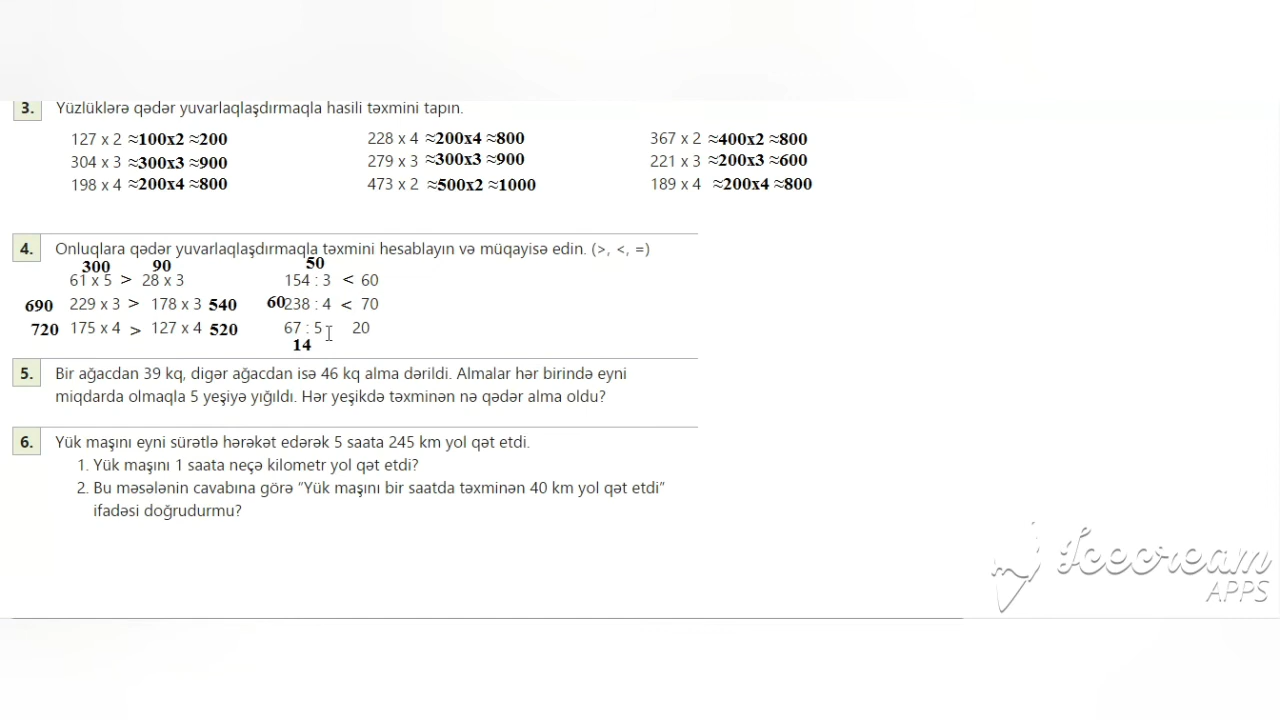 3. Yüzlüklərə qədər yuvarlaqlaşdırmaqla hasili təxmini tapın.
127 x 2 ≈100x2 ≈200 228 x 4 ≈200x4 ≈800 367 x 2 ≈400x2 ≈800
304 x 3 ≈300x3 ≈900 279 x 3 ≈300x3 ≈900 221 x 3 ≈200x3 ≈600
198 x 4 ≈200x4 ≈800 473 x 2 ≈500x2 ≈1000 189 x 4 ≈200x4 ≈800
4. Onluqlara qədər yuvarlaqlaşdırmaqla təxmini hesablayın və müqayisə edin. (>, <, =)
300 90 50
61 x 5 > 28 x 3 154 : 3 < 60
690 229 x 3 > 178 x 3 540 60 238 : 4 < 70
720 175 x 4 > 127 x 4 520 67 : 5 20
14
5. Bir ağacdan 39 kq, digər ağacdan isə 46 kq alma dərildi. Almalar hər birində eyni
miqdarda olmaqla 5 yeşiyə yığıldı. Hər yeşikdə təxminən nə qədər alma oldu?
6. Yük maşını eyni sürətlə hərəkət edərək 5 saata 245 km yol qət etdi.
1. Yük maşını 1 saata neçə kilometr yol qət etdi?
2. Bu məsələnin cavabına görə “Yük maşını bir saatda təxminən 40 km yol qət etdi”
ifadəsi doğrudurmu?
Icecream
APPS